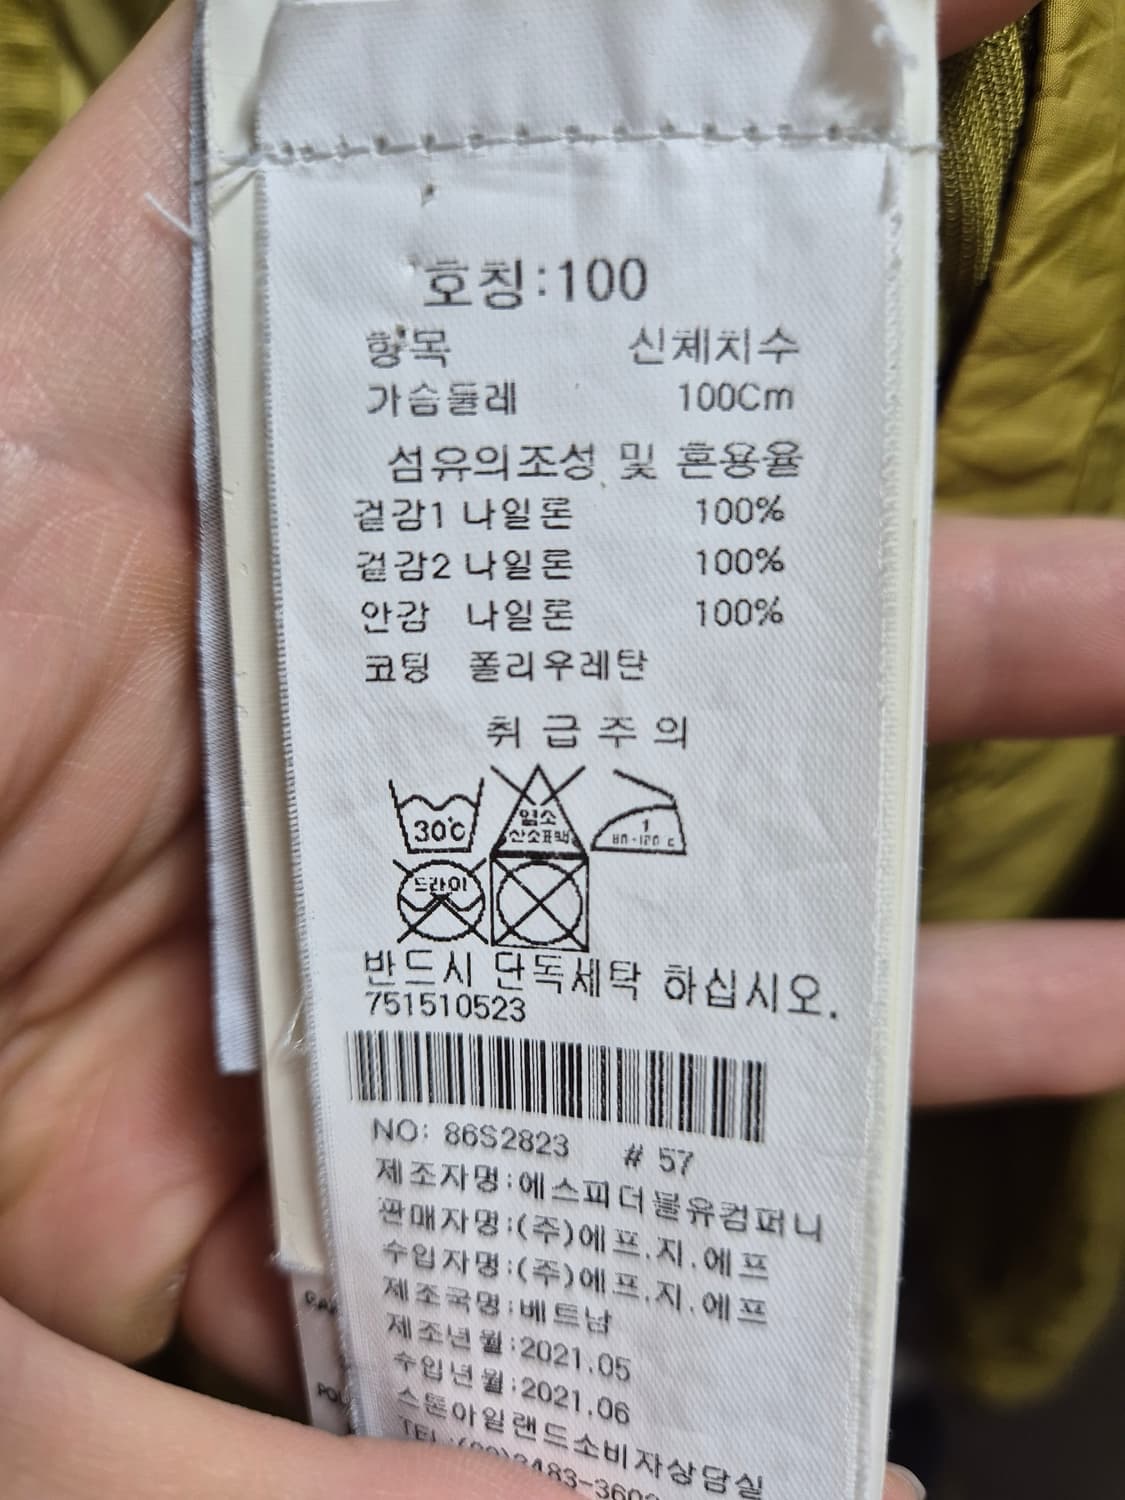 호칭:100
항목 신체치수
가슴둘레 100Cm
섬유의조성 및 혼용율
겉감1 나일론 100%
겉감2 나일론 100%
안감 나일론 100%
코팅 폴리우레탄
취급주의
30℃
염소
산소표백
1
80-120℃
드라이
반드시 단독세탁 하십시오.
751510523
NO: 86S2823 # 57
제조자명:에스피더블유컴퍼니
판매자명:(주)에프.지.에프
수입자명:(주)에프.지.에프
제조국명:베트남
제조년월:2021.05
수입년월:2021.06
스톤아일랜드소비자상담실